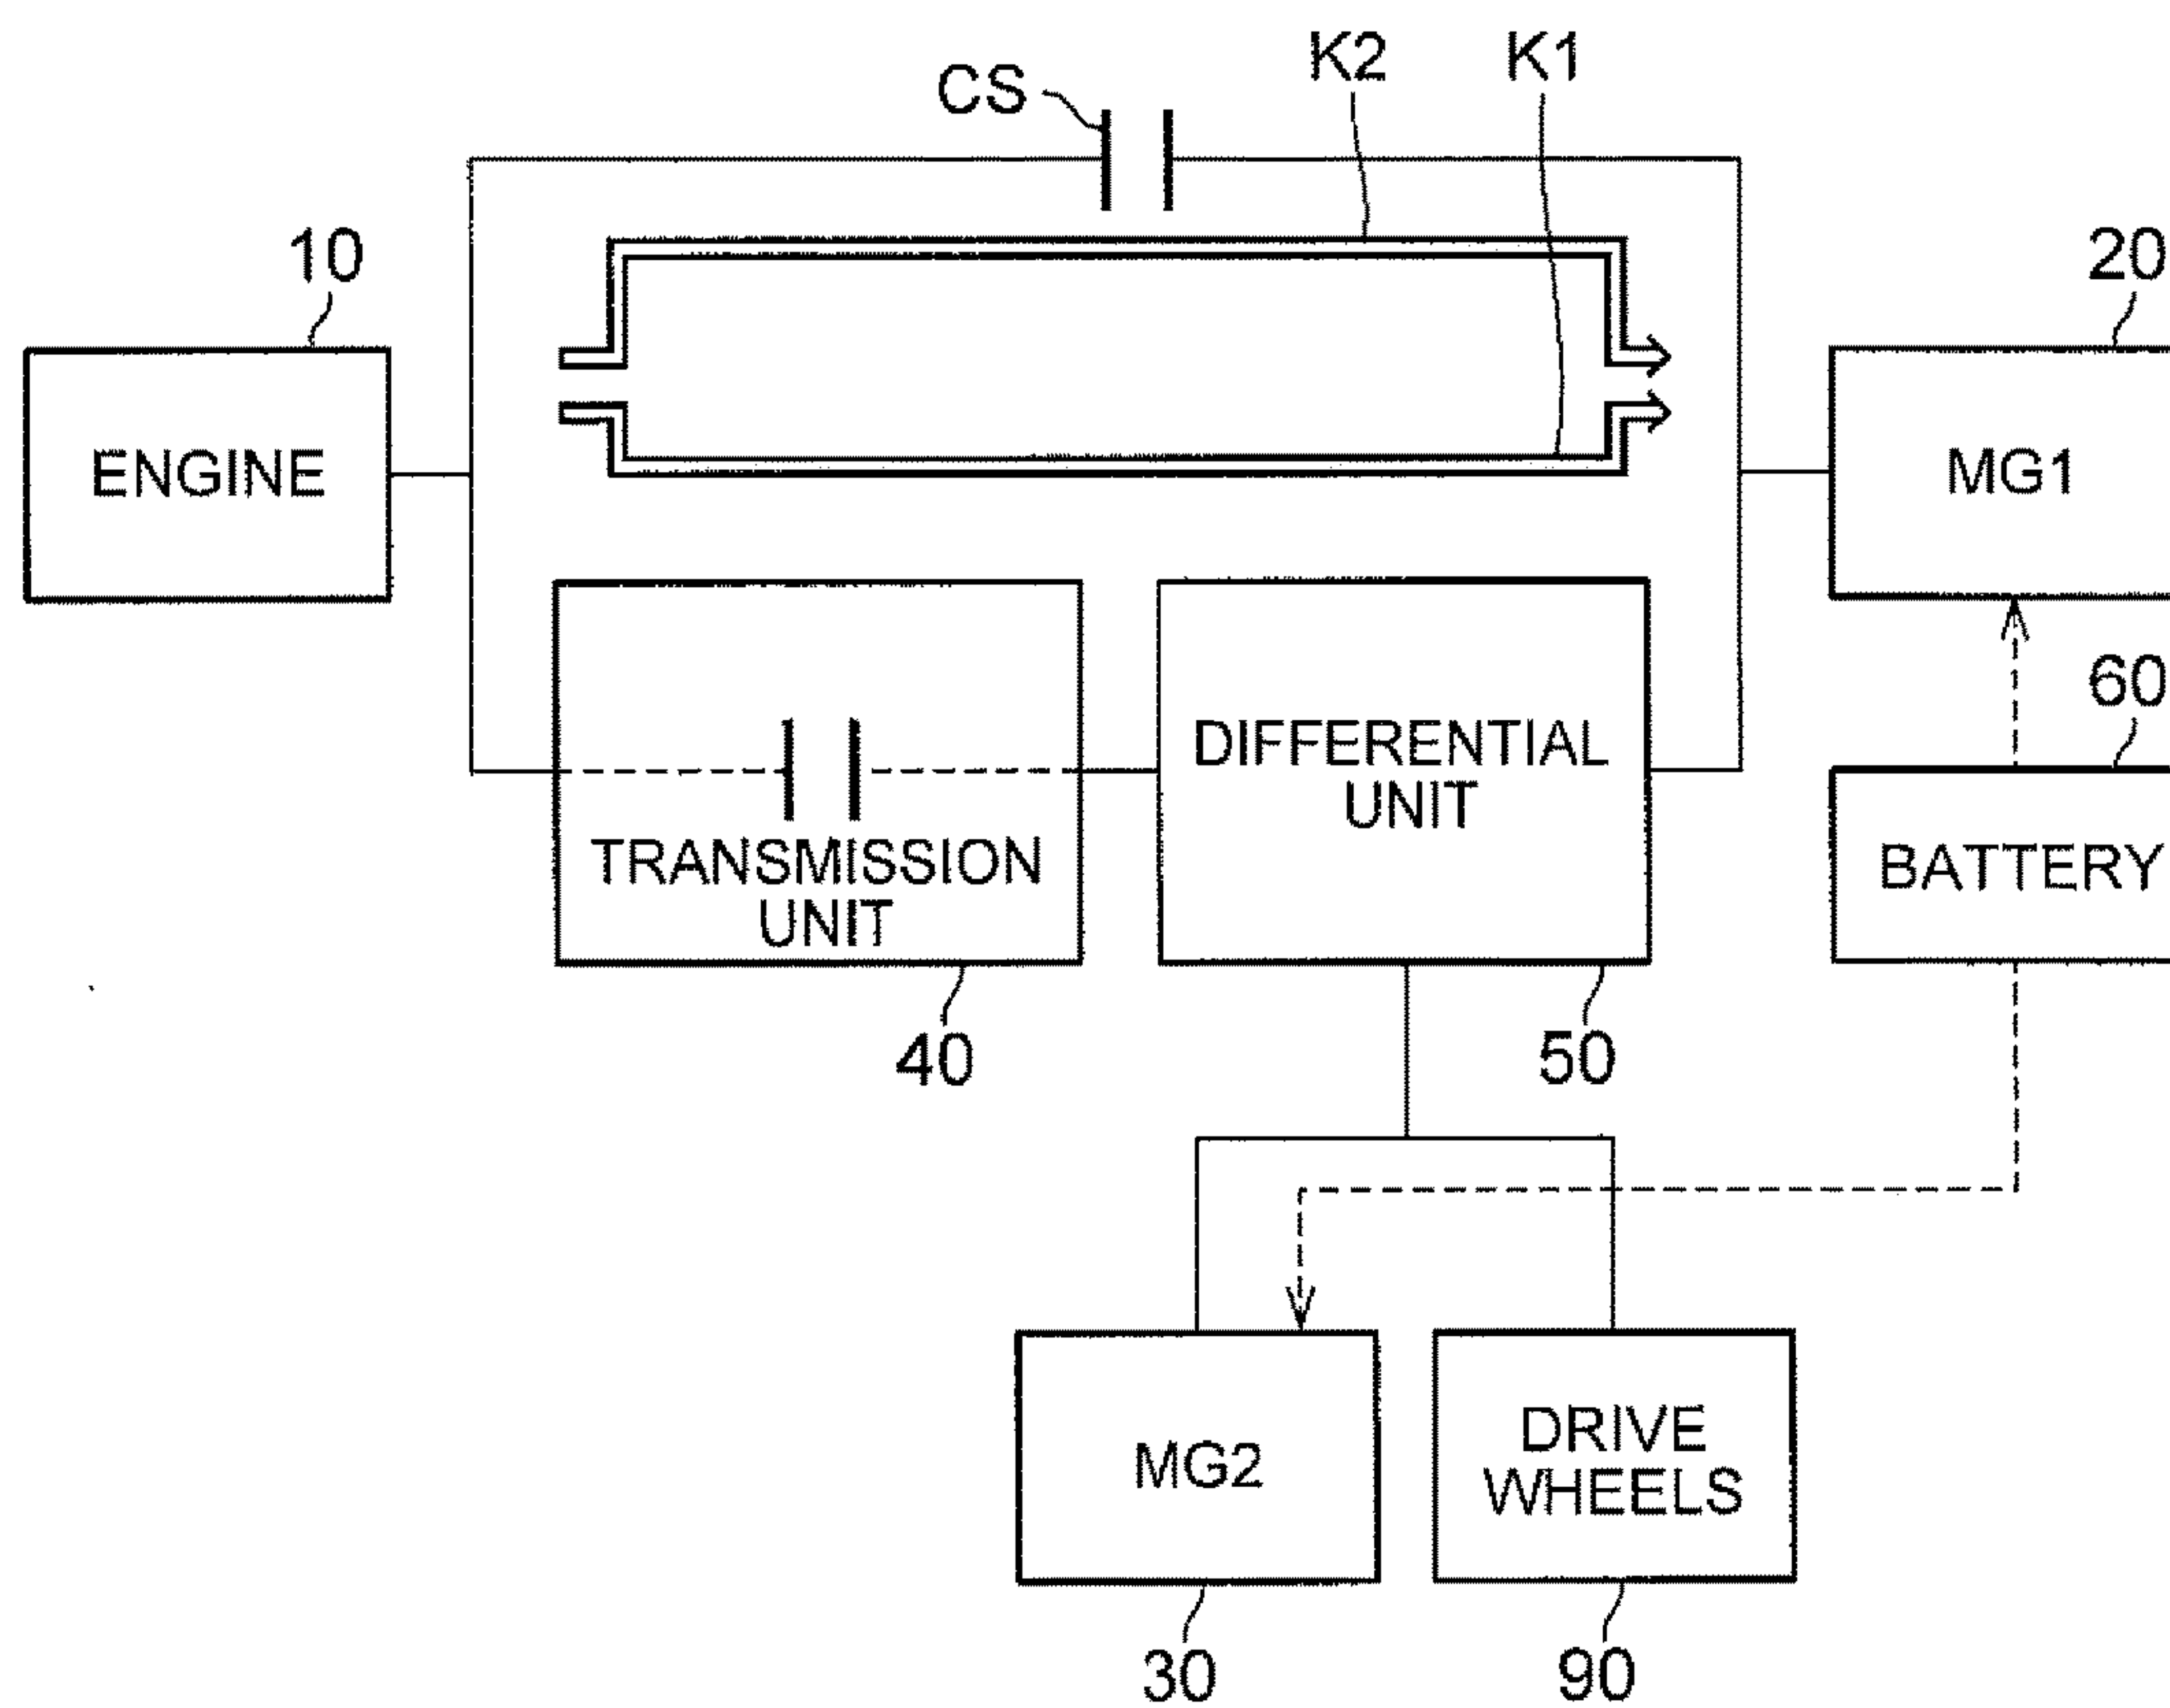 K2
K1
CS
10
20
ENGINE
MG1
60
DIFFERENTIAL
UNIT
TRANSMISSION
UNIT
BATTERY
40
50
MG2
DRIVE
WHEELS
30
90